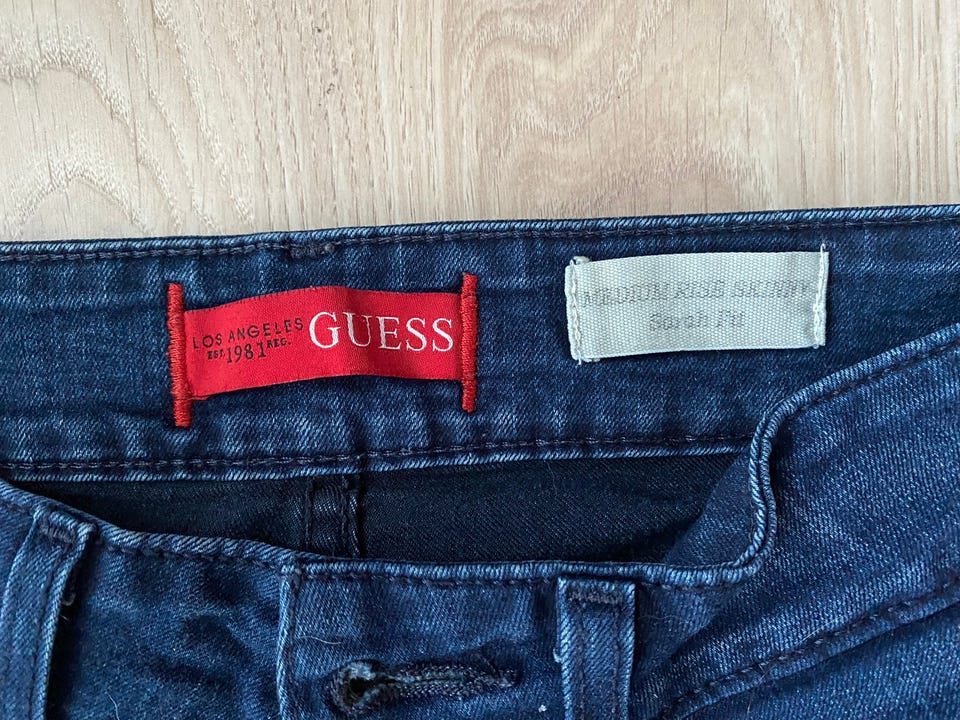 LOS ANGELES
EST. 1981 REG.
GUESS
MEDIUM RISE SKINNY